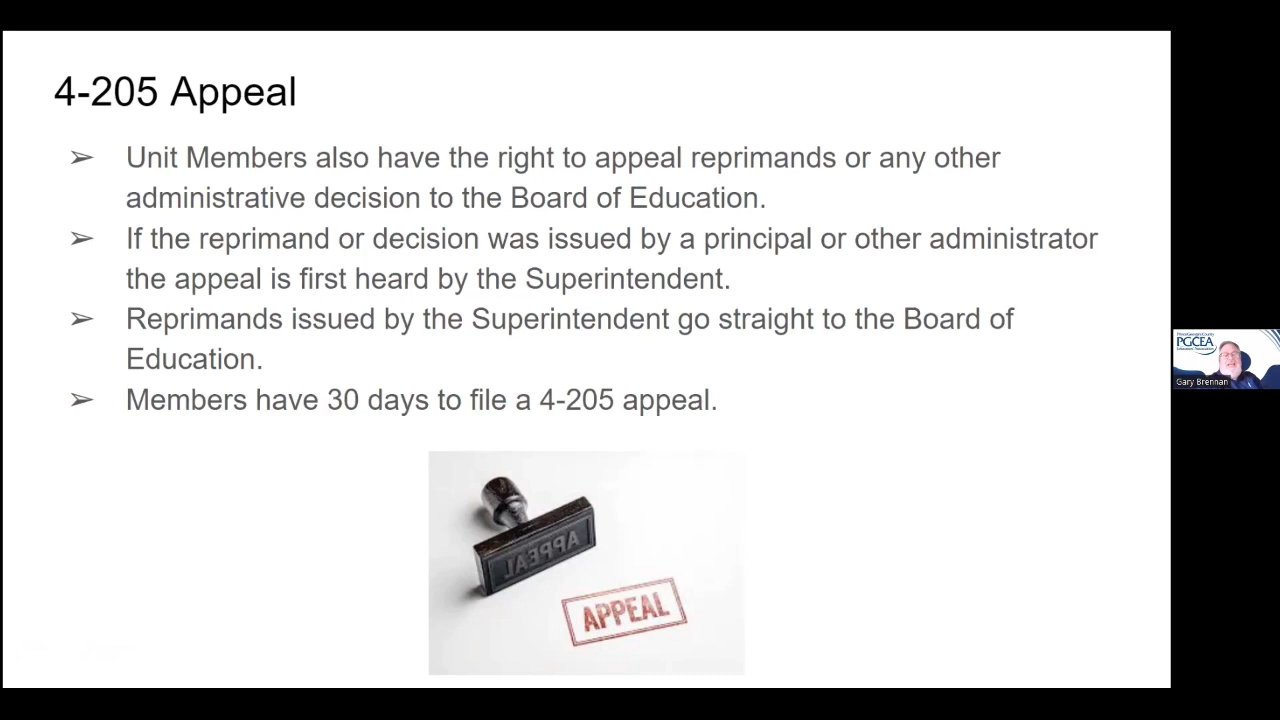 4-205 Appeal
➢ Unit Members also have the right to appeal reprimands or any other
administrative decision to the Board of Education.
➢ If the reprimand or decision was issued by a principal or other administrator
the appeal is first heard by the Superintendent.
➢ Reprimands issued by the Superintendent go straight to the Board of
Education.
➢ Members have 30 days to file a 4-205 appeal.
APPEAL
APPEAL
PGCEA
Gary Brennan